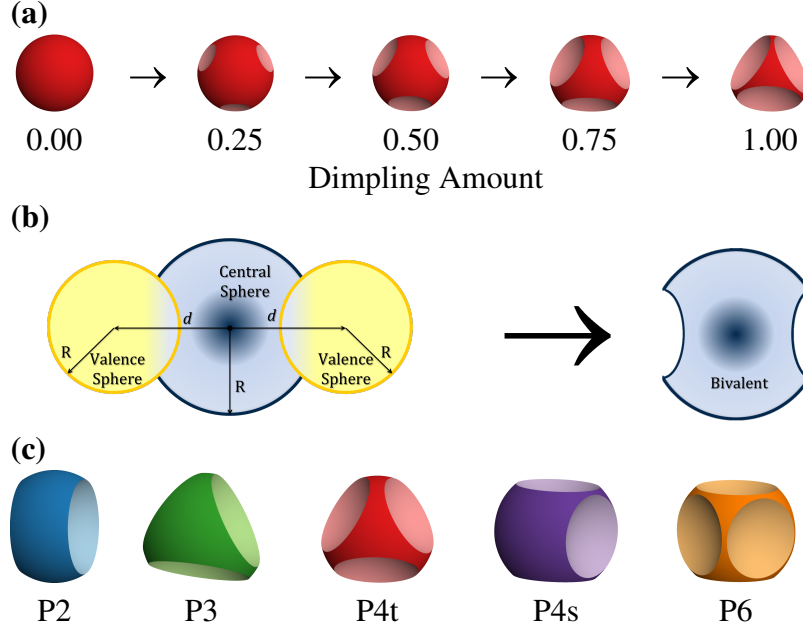 (a)
→ → → →
0.00 0.25 0.50 0.75 1.00
Dimpling Amount
(b)
Central
Sphere
d d
R R
Valence Sphere
Valence Sphere
R
Bivalent
(c)
P2 P3 P4t P4s P6